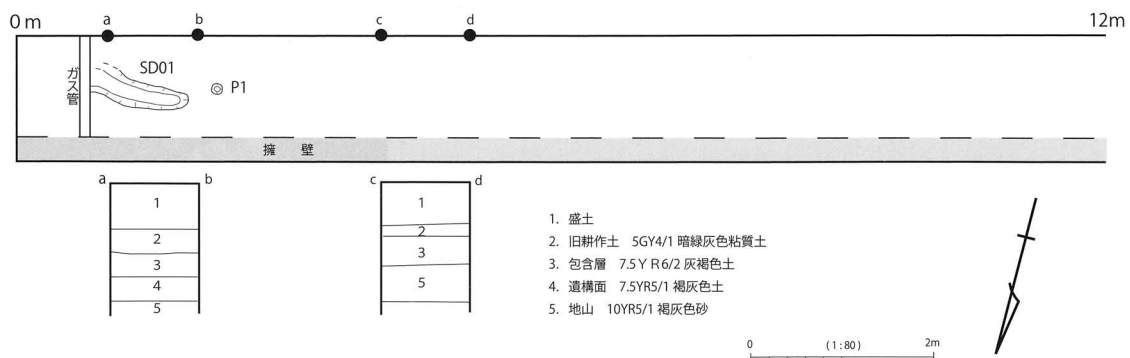 0 m a b c d 12m
SD01
P1
ガス管
擁 壁
a b c d
1
2
3
4
5
1
2
3
5
1. 盛土
2. 旧耕作土 5GY4/1 暗緑灰色粘質土
3. 包含層 7.5ＹＲ6/2 灰褐色土
4. 遺構面 7.5YR5/1 褐灰色土
5. 地山 10YR5/1 褐灰色砂
0 (1:80) 2m